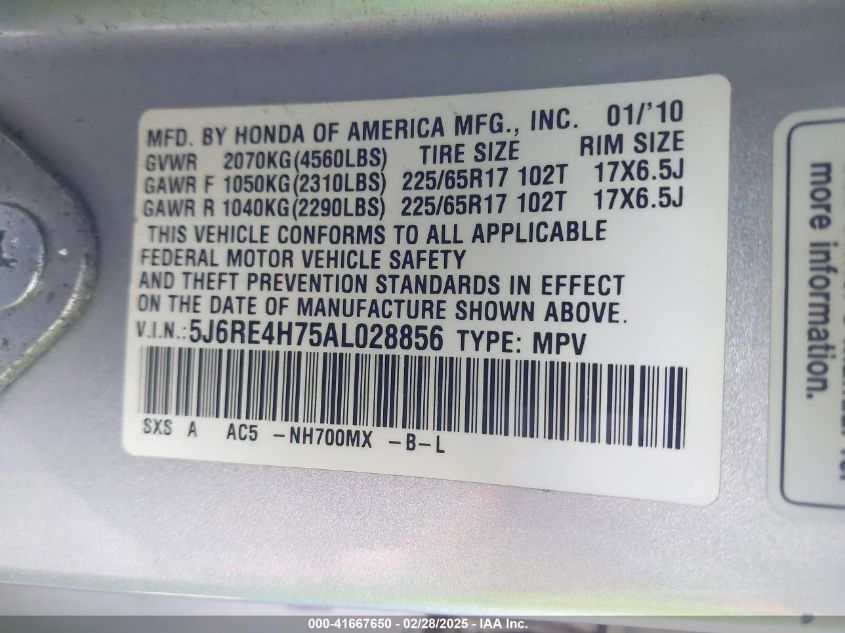 MFD. BY HONDA OF AMERICA MFG., INC. 01/'10
GVWR 2070KG(4560LBS) TIRE SIZE RIM SIZE
GAWR F 1050KG(2310LBS) 225/65R17 102T 17X6.5J
GAWR R 1040KG(2290LBS) 225/65R17 102T 17X6.5J
THIS VEHICLE CONFORMS TO ALL APPLICABLE
FEDERAL MOTOR VEHICLE SAFETY
AND THEFT PREVENTION STANDARDS IN EFFECT
ON THE DATE OF MANUFACTURE SHOWN ABOVE.
V.I.N.: 5J6RE4H75AL028856 TYPE: MPV
SXS A AC5 -NH700MX -B-L
more information.
000-41667650 / 02/28/2025 - IAA Inc.